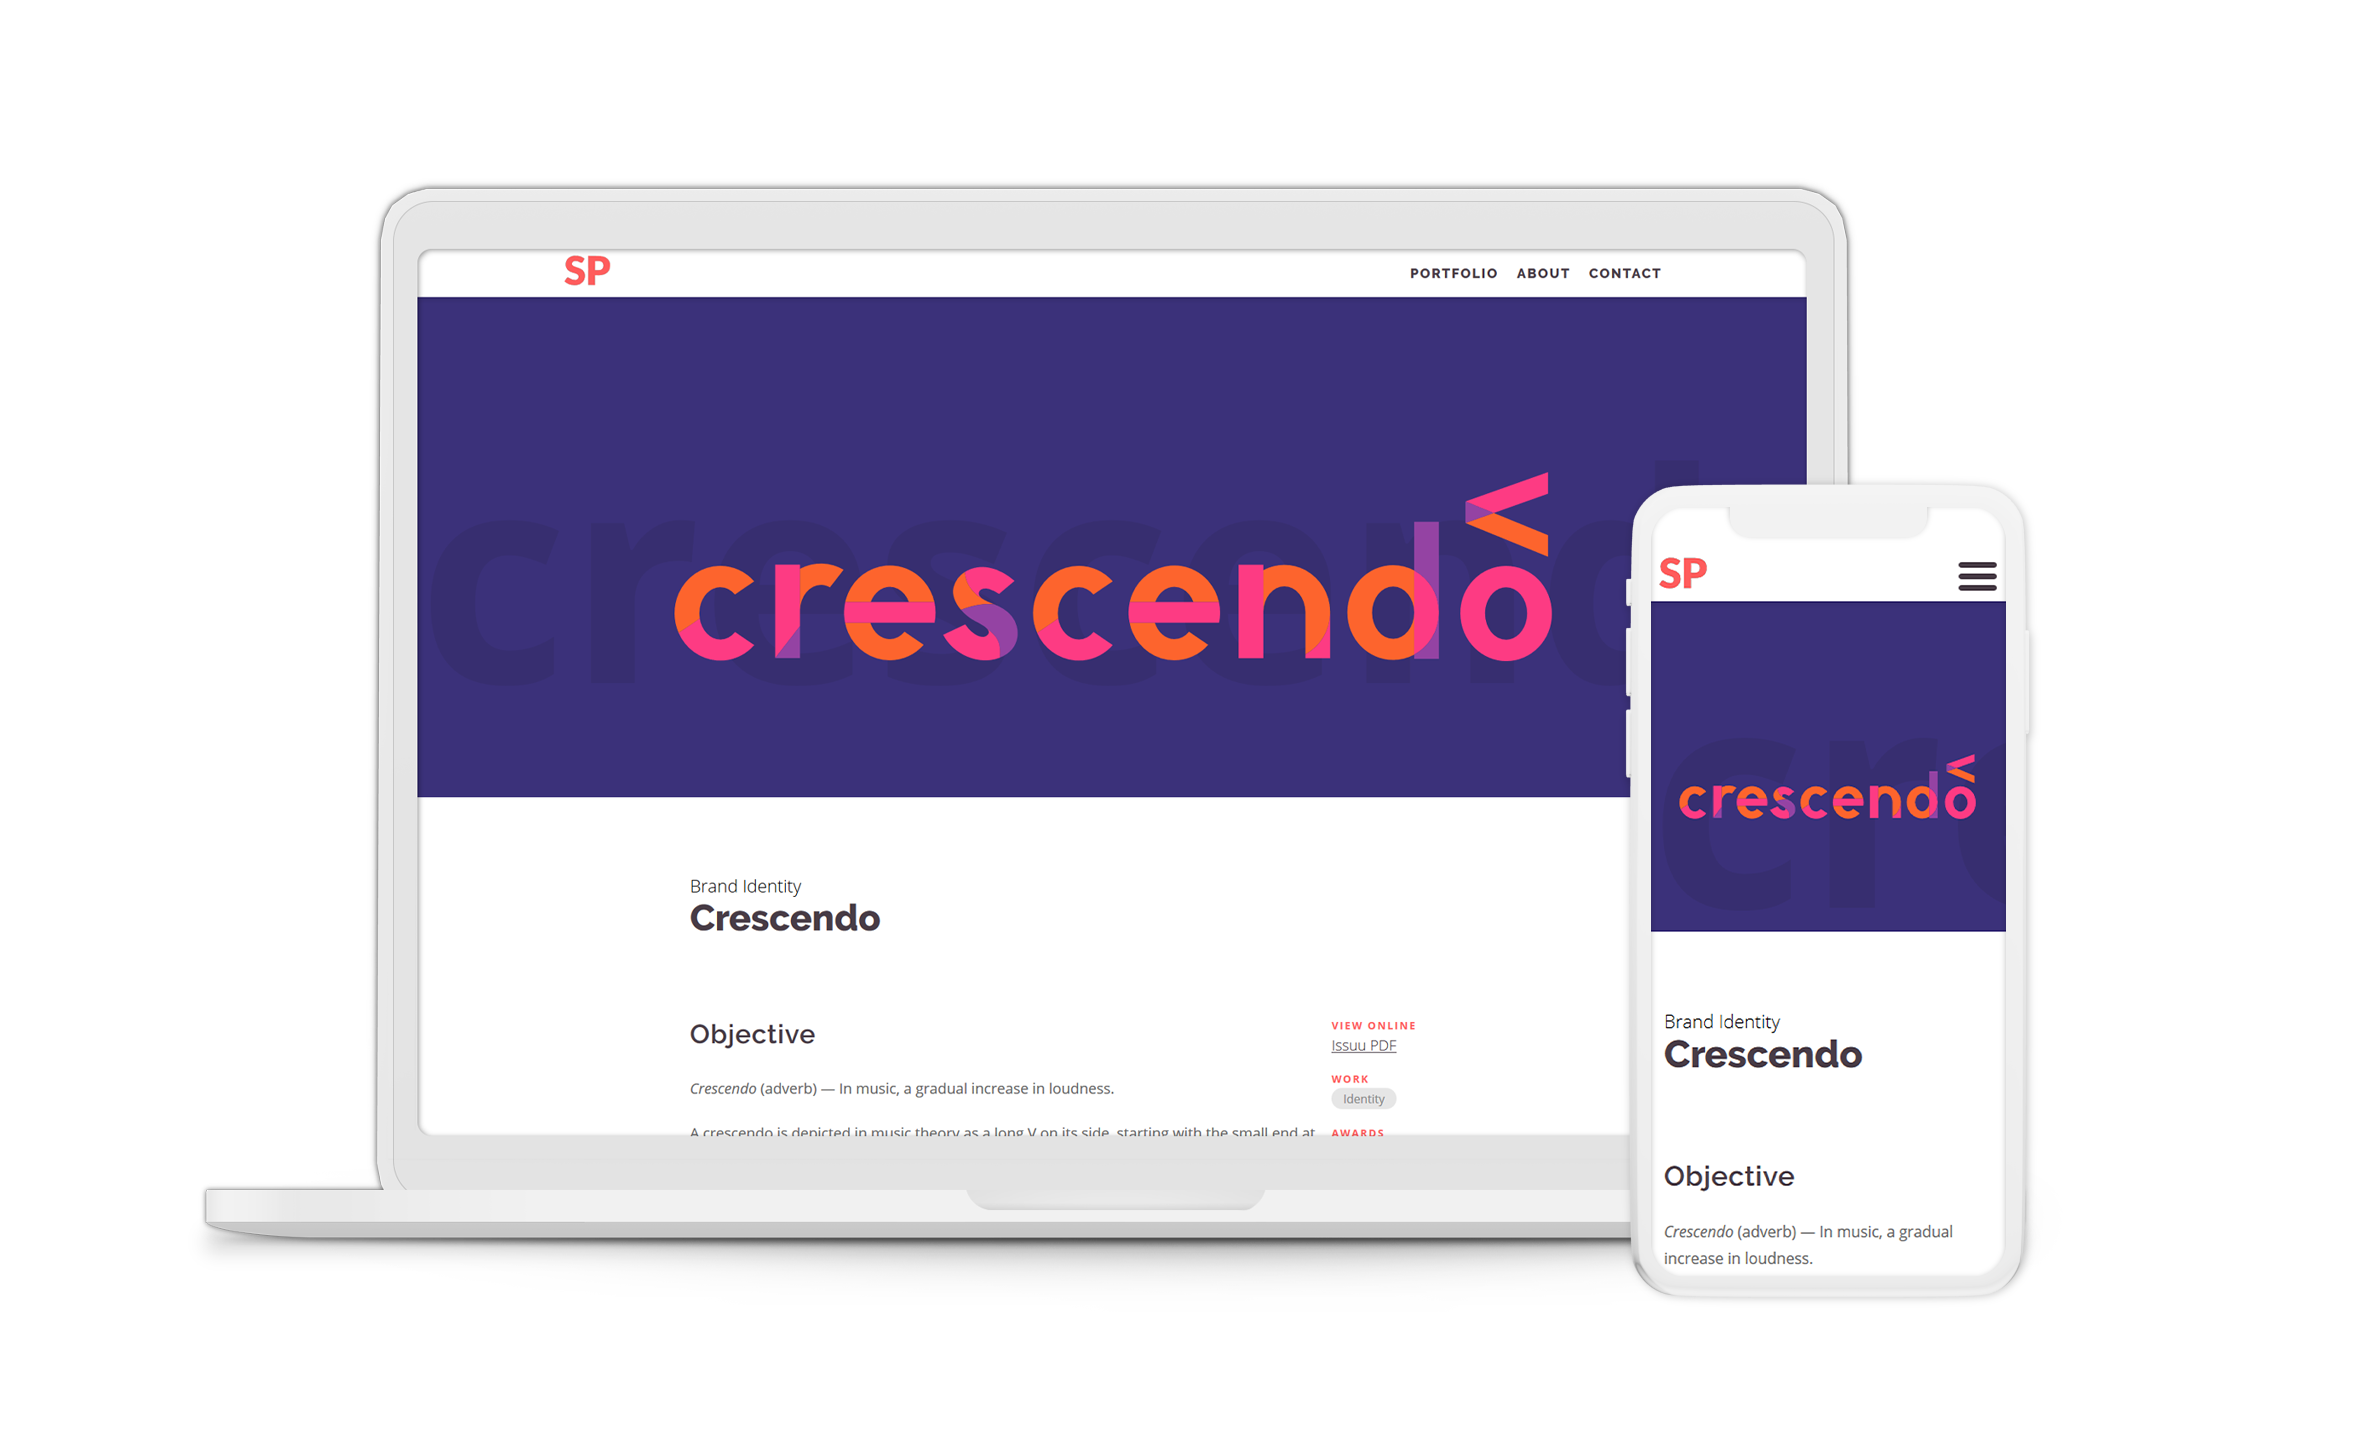 SP
PORTFOLIO ABOUT CONTACT
crescend
crescendo
Brand Identity
Crescendo
Objective
Crescendo (adverb) — In music, a gradual increase in loudness.
A crescendo is depicted in music theory as a long V on its side, starting with the small end at
VIEW ONLINE
Issuu PDF
WORK
Identity
AWARDS
SP
cre
crescendo
Brand Identity
Crescendo
Objective
Crescendo (adverb) — In music, a gradual
increase in loudness.